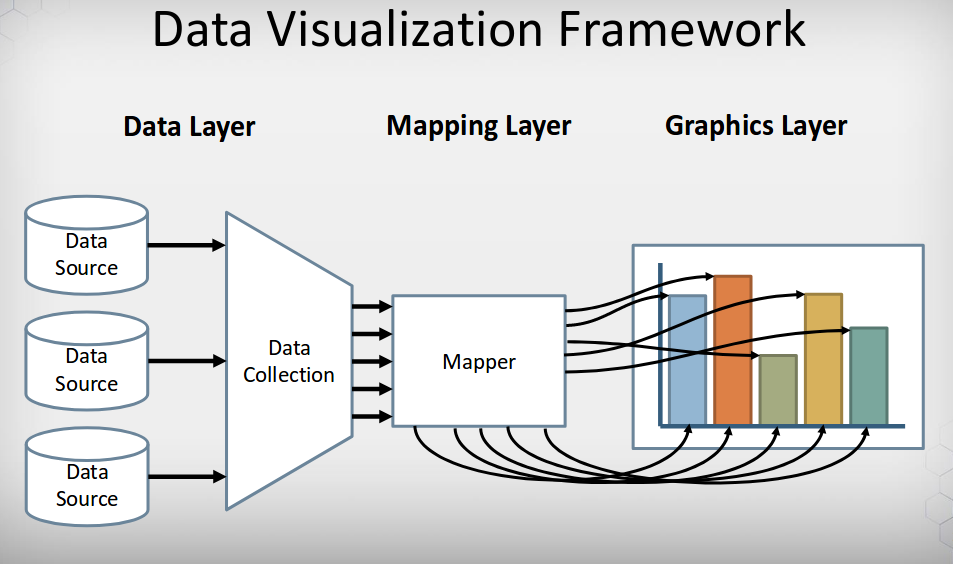 Data Visualization Framework
Data Layer
Mapping Layer
Graphics Layer
Data
Source
Data
Source
Data
Source
Data
Collection
Mapper